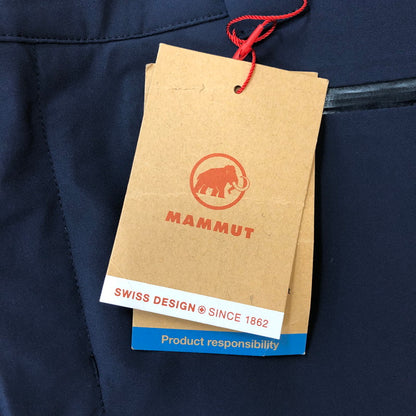 MAMMUT
SWISS DESIGN SINCE 1862
Product responsibility